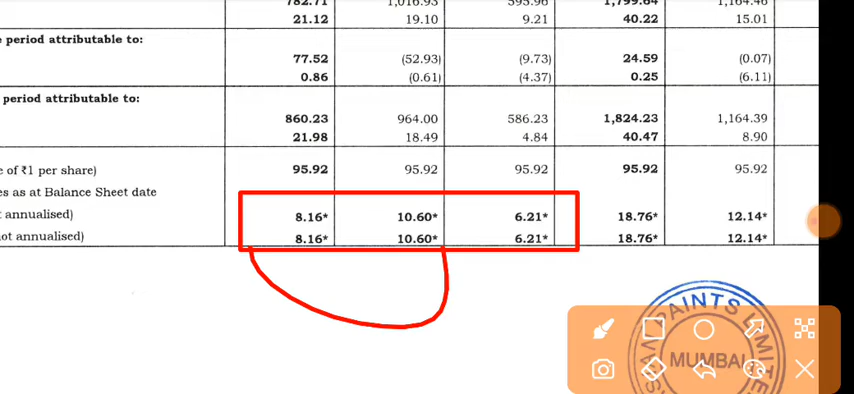 782.71 1,016.93 595.96 1,799.64 1,164.46
21.12 19.10 9.21 40.22 15.01
e period attributable to:
77.52 (52.93) (9.73) 24.59 (0.07)
0.86 (0.61) (4.37) 0.25 (6.11)
period attributable to:
860.23 964.00 586.23 1,824.23 1,164.39
21.98 18.49 4.84 40.47 8.90
e of ₹1 per share) 95.92 95.92 95.92 95.92 95.92
es as at Balance Sheet date
t annualised) 8.16* 10.60* 6.21* 18.76* 12.14*
not annualised) 8.16* 10.60* 6.21* 18.76* 12.14*
PAINTS LIMITE
MUMBAI